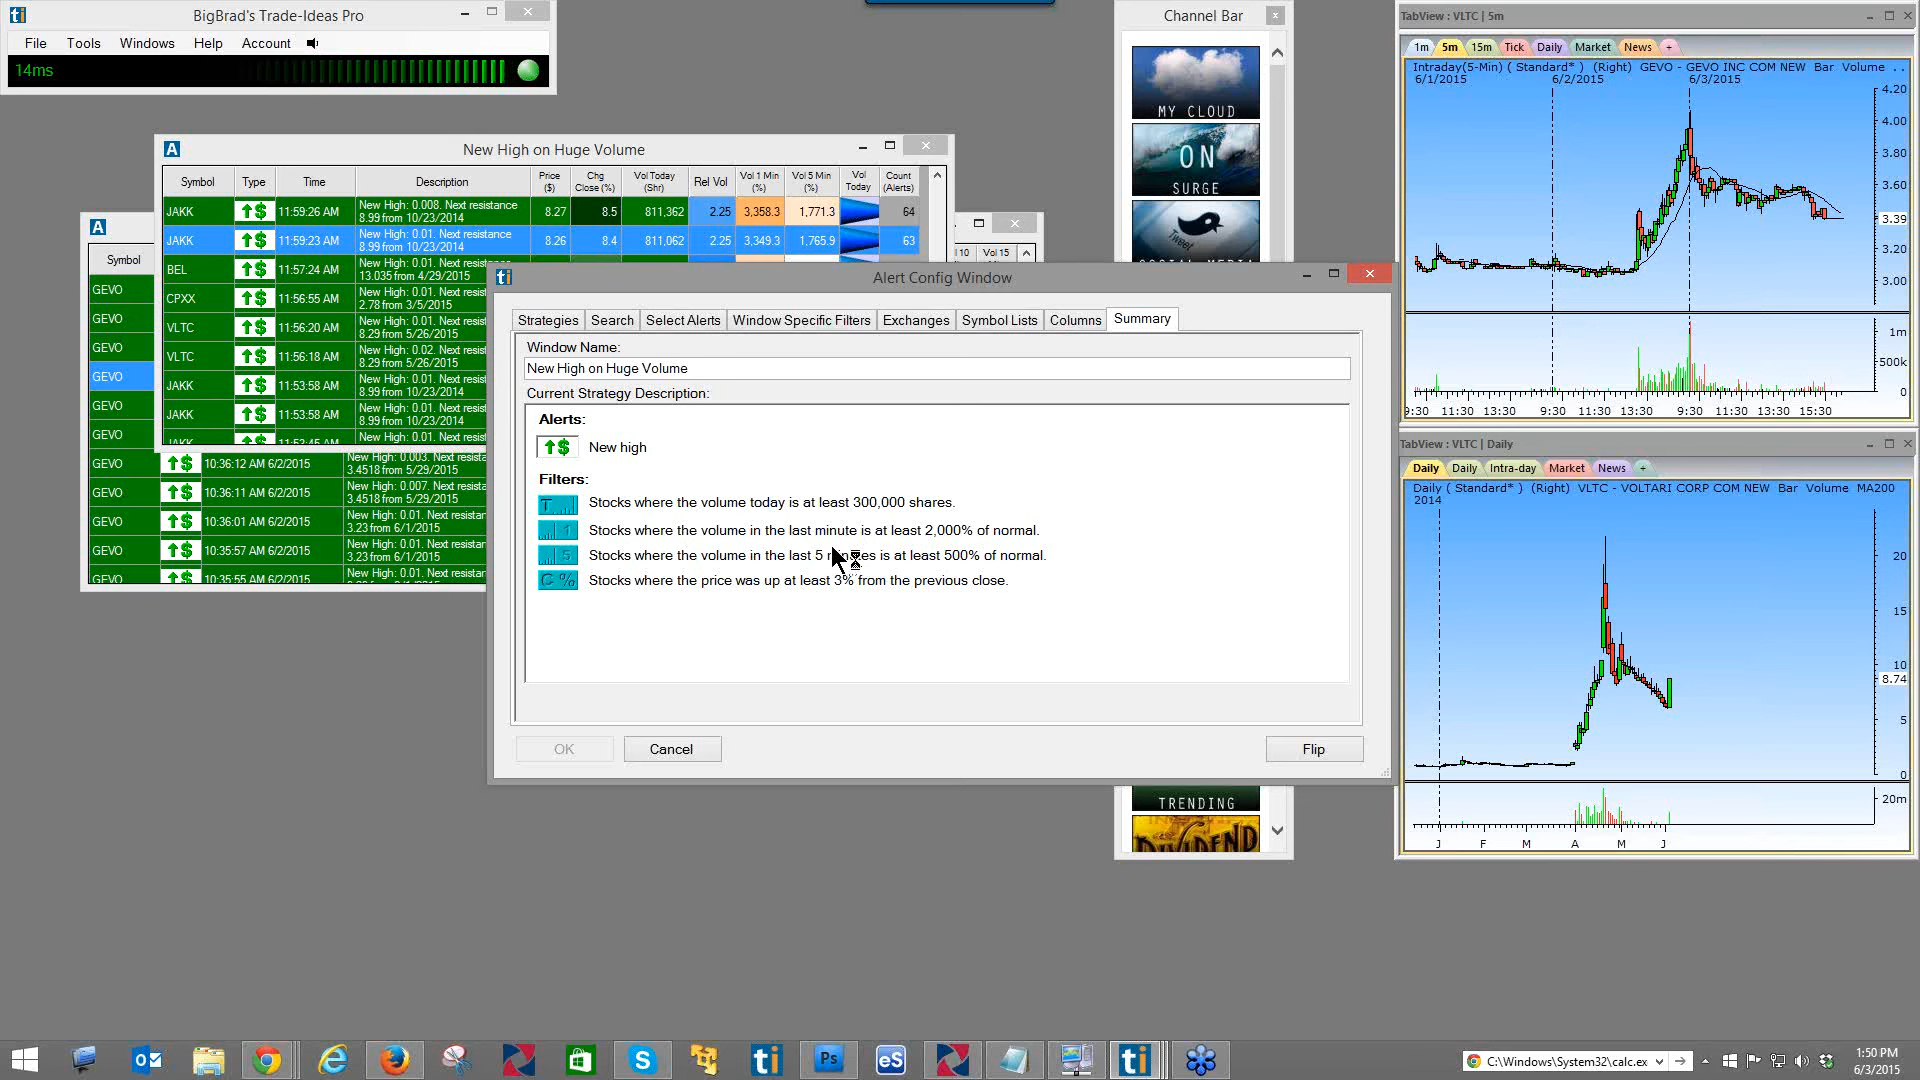 BigBrad's Trade-Ideas Pro
File Tools Windows Help Account
14ms
New High on Huge Volume
Symbol Type Time Description Price ($) Chg Close (%) Vol Today (Shr) Rel Vol Vol 1 Min (%) Vol 5 Min (%) Vol Today Count (Alerts)
JAKK 11:59:26 AM New High: 0.008. Next resistance 8.99 from 10/23/2014 8.27 8.5 811,362 2.25 3,358.3 1,771.3 64
JAKK 11:59:23 AM New High: 0.01. Next resistance 8.99 from 10/23/2014 8.26 8.4 811,062 2.25 3,349.3 1,765.9 63
BEL 11:57:24 AM New High: 0.01. Next resist
13.035 from 4/29/2015
CPXX 11:56:55 AM New High: 0.01. Next resist
2.78 from 3/5/2015
VLTC 11:56:20 AM New High: 0.01. Next resist
8.29 from 5/26/2015
VLTC 11:56:18 AM New High: 0.02. Next resist
8.29 from 5/26/2015
JAKK 11:53:58 AM New High: 0.01. Next resist
8.99 from 10/23/2014
JAKK 11:53:58 AM New High: 0.01. Next resist
8.99 from 10/23/2014
JAKK 11:53:45 AM New High: 0.01. Next resist
Symbol
GEVO
GEVO
GEVO
GEVO
GEVO
GEVO
GEVO 10:36:12 AM 6/2/2015 New High: 0.003. Next resistar
3.4518 from 5/29/2015
GEVO 10:36:11 AM 6/2/2015 New High: 0.007. Next resistar
3.4518 from 5/29/2015
GEVO 10:36:01 AM 6/2/2015 New High: 0.01. Next resistan
3.23 from 6/1/2015
GEVO 10:35:57 AM 6/2/2015 New High: 0.01. Next resistan
3.23 from 6/1/2015
GEVO 10:35:55 AM 6/2/2015 New High: 0.01. Next resistan
l 10 Vol 15
Alert Config Window
Strategies Search Select Alerts Window Specific Filters Exchanges Symbol Lists Columns Summary
Window Name:
New High on Huge Volume
Current Strategy Description:
Alerts:
New high
Filters:
Stocks where the volume today is at least 300,000 shares.
Stocks where the volume in the last minute is at least 2,000% of normal.
Stocks where the volume in the last 5 minutes is at least 500% of normal.
C % Stocks where the price was up at least 3% from the previous close.
OK Cancel Flip
Channel Bar
MY CLOUD
ON
SURGE
Tweet
SOCIAL MEDIA
TRENDING
DIVIDEND
TabView : VLTC | 5m
1m 5m 15m Tick Daily Market News +
Intraday(5-Min) ( Standard* ) (Right) GEVO - GEVO INC COM NEW Bar Volume ..
6/1/2015 6/2/2015 6/3/2015
4.20
4.00
3.80
3.60
3.39
3.20
3.00
1m
500k
0
9:30 11:30 13:30 9:30 11:30 13:30 9:30 11:30 13:30 15:30
TabView : VLTC | Daily
Daily Daily Intra-day Market News +
Daily ( Standard* ) (Right) VLTC - VOLTARI CORP COM NEW Bar Volume MA200
2014
20
15
10
8.74
5
0
20m
J F M A M J
C:\Windows\System32\calc.ex
1:50 PM
6/3/2015